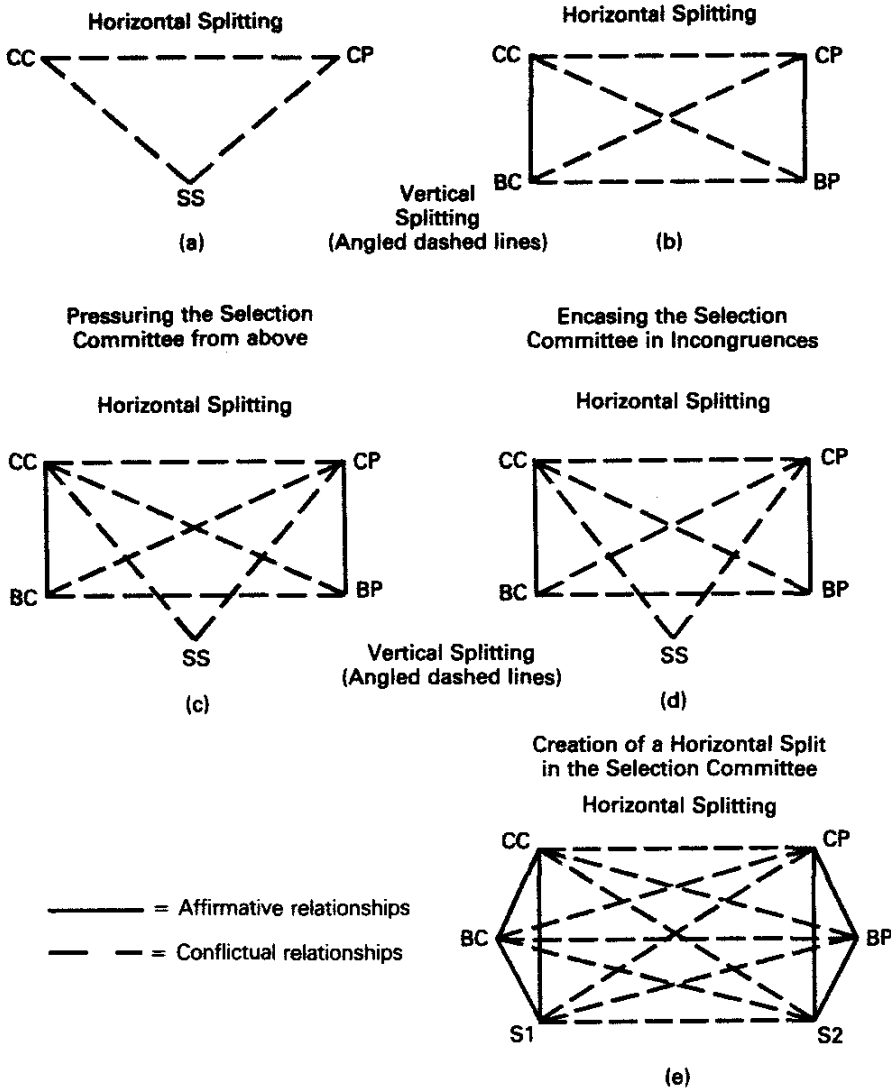 Horizontal Splitting
CC
CP
SS
(a)
Horizontal Splitting
CC
CP
BC
BP
Vertical
Splitting
(Angled dashed lines)
(b)
Pressuring the Selection
Committee from above
Horizontal Splitting
CC
CP
BC
BP
SS
(c)
Encasing the Selection
Committee in Incongruences
Horizontal Splitting
CC
CP
BC
BP
SS
Vertical Splitting
(Angled dashed lines)
(d)
Creation of a Horizontal Split
in the Selection Committee
Horizontal Splitting
CC
CP
BC
BP
S1
S2
(e)
= Affirmative relationships
= Conflictual relationships